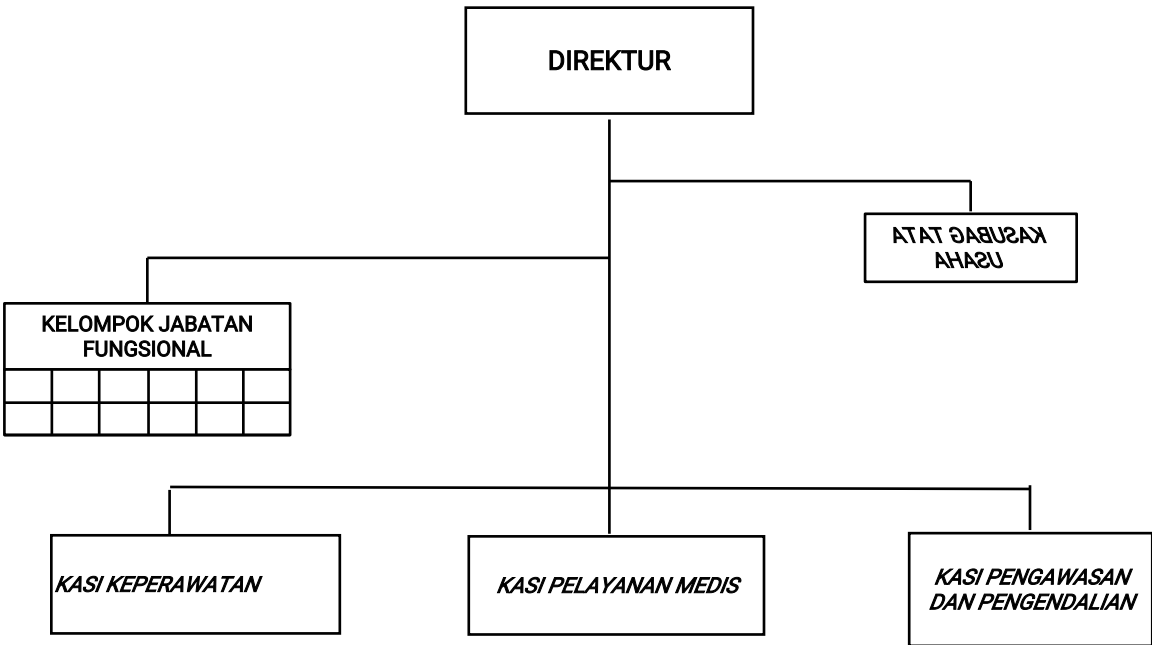 DIREKTUR
KASUBAG TATA
USAHA
KELOMPOK JABATAN
FUNGSIONAL
KASI KEPERAWATAN
KASI PELAYANAN MEDIS
KASI PENGAWASAN
DAN PENGENDALIAN